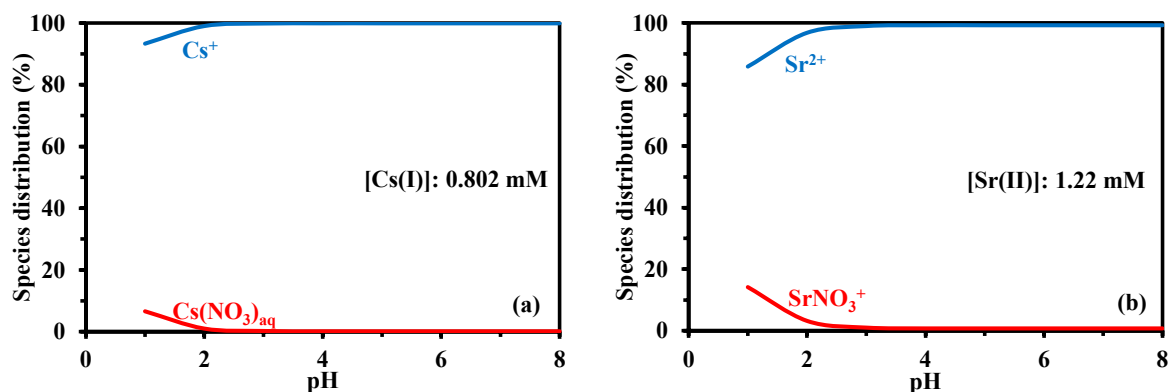 100
80
60
40
20
0
Species distribution (%)
Cs⁺
[Cs(I)]: 0.802 mM
Cs(NO₃)ₐq
(a)
0 2 4 6 8
pH
100
80
60
40
20
0
Species distribution (%)
Sr²⁺
[Sr(II)]: 1.22 mM
SrNO₃⁺
(b)
0 2 4 6 8
pH